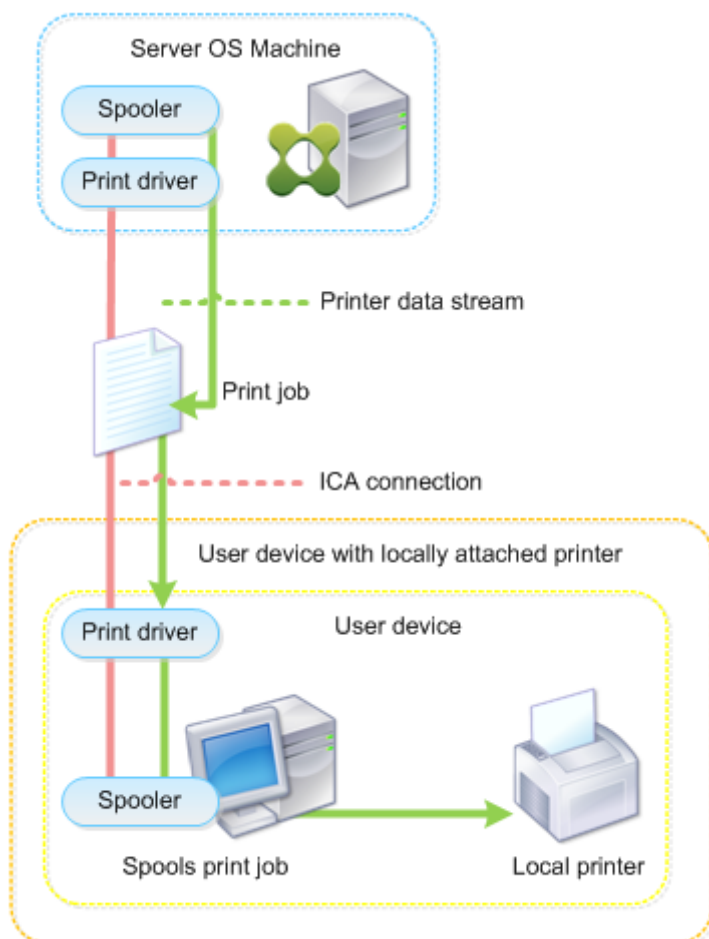 Server OS Machine
Spooler
Print driver
Printer data stream
Print job
ICA connection
User device with locally attached printer
Print driver
User device
Spooler
Spools print job
Local printer